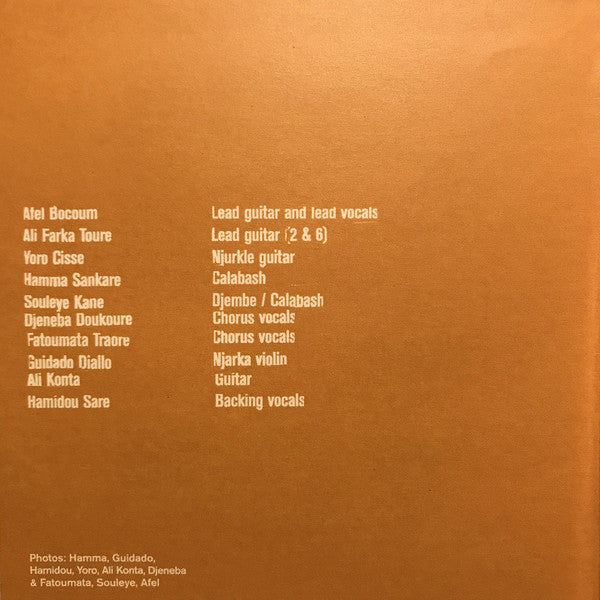 Afel Bocoum Lead guitar and lead vocals
Ali Farka Toure Lead guitar (2 & 6)
Yoro Cisse Njurkle guitar
Hamma Sankare Calabash
Souleye Kane Djembe / Calabash
Djeneba Doukoure Chorus vocals
Fatoumata Traore Chorus vocals
Guidado Diallo Njarka violin
Ali Konta Guitar
Hamidou Sare Backing vocals
Photos: Hamma, Guidado,
Hamidou, Yoro, Ali Konta, Djeneba
& Fatoumata, Souleye, Afel